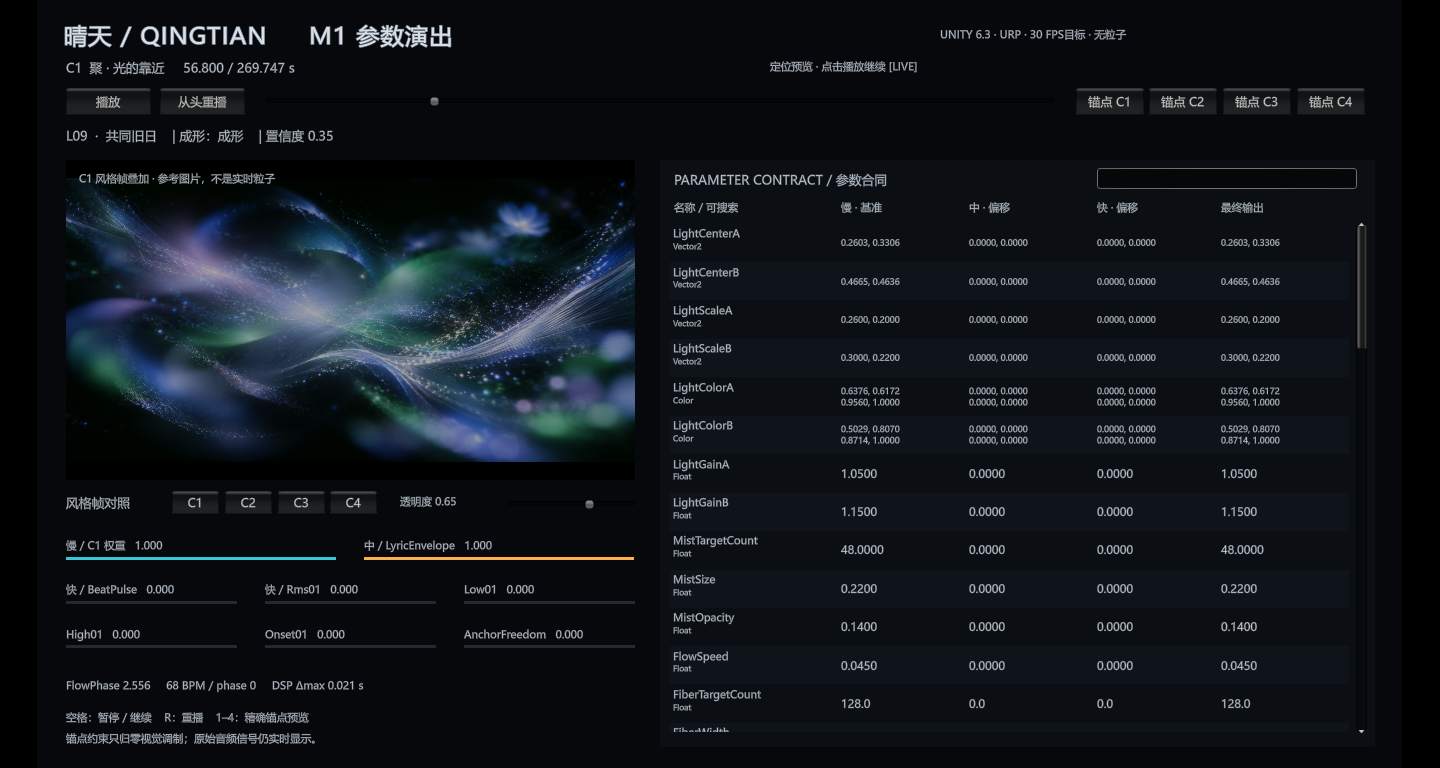 晴天 / QINGTIAN M1 参数演出
UNITY 6.3 · URP · 30 FPS目标 · 无粒子
C1 聚 · 光的靠近 56.800 / 269.747 s
定位预览 · 点击播放继续 [LIVE]
播放 从头重播 锚点 C1 锚点 C2 锚点 C3 锚点 C4
L09 · 共同旧日 | 成形：成形 | 置信度 0.35
C1 风格帧叠加 · 参考图片，不是实时粒子
风格帧对照 C1 C2 C3 C4 透明度 0.65
慢 / C1 权重 1.000 中 / LyricEnvelope 1.000
快 / BeatPulse 0.000 快 / Rms01 0.000 Low01 0.000
High01 0.000 Onset01 0.000 AnchorFreedom 0.000
FlowPhase 2.556 68 BPM / phase 0 DSP Δmax 0.021 s
空格：暂停 / 继续 R：重播 1–4：精确锚点预览
锚点约束只归零视觉调制；原始音频信号仍实时显示。
PARAMETER CONTRACT / 参数合同
名称 / 可搜索 慢 · 基准 中 · 偏移 快 · 偏移 最终输出
LightCenterA
Vector2 0.2603, 0.3306 0.0000, 0.0000 0.0000, 0.0000 0.2603, 0.3306
LightCenterB
Vector2 0.4665, 0.4636 0.0000, 0.0000 0.0000, 0.0000 0.4665, 0.4636
LightScaleA
Vector2 0.2600, 0.2000 0.0000, 0.0000 0.0000, 0.0000 0.2600, 0.2000
LightScaleB
Vector2 0.3000, 0.2200 0.0000, 0.0000 0.0000, 0.0000 0.3000, 0.2200
LightColorA 0.6376, 0.6172 0.0000, 0.0000 0.0000, 0.0000 0.6376, 0.6172
Color 0.9560, 1.0000 0.0000, 0.0000 0.0000, 0.0000 0.9560, 1.0000
LightColorB 0.5029, 0.8070 0.0000, 0.0000 0.0000, 0.0000 0.5029, 0.8070
Color 0.8714, 1.0000 0.0000, 0.0000 0.0000, 0.0000 0.8714, 1.0000
LightGainA
Float 1.0500 0.0000 0.0000 1.0500
LightGainB
Float 1.1500 0.0000 0.0000 1.1500
MistTargetCount
Float 48.0000 0.0000 0.0000 48.0000
MistSize
Float 0.2200 0.0000 0.0000 0.2200
MistOpacity
Float 0.1400 0.0000 0.0000 0.1400
FlowSpeed
Float 0.0450 0.0000 0.0000 0.0450
FiberTargetCount
Float 128.0 0.0 0.0 128.0
FiberWidth